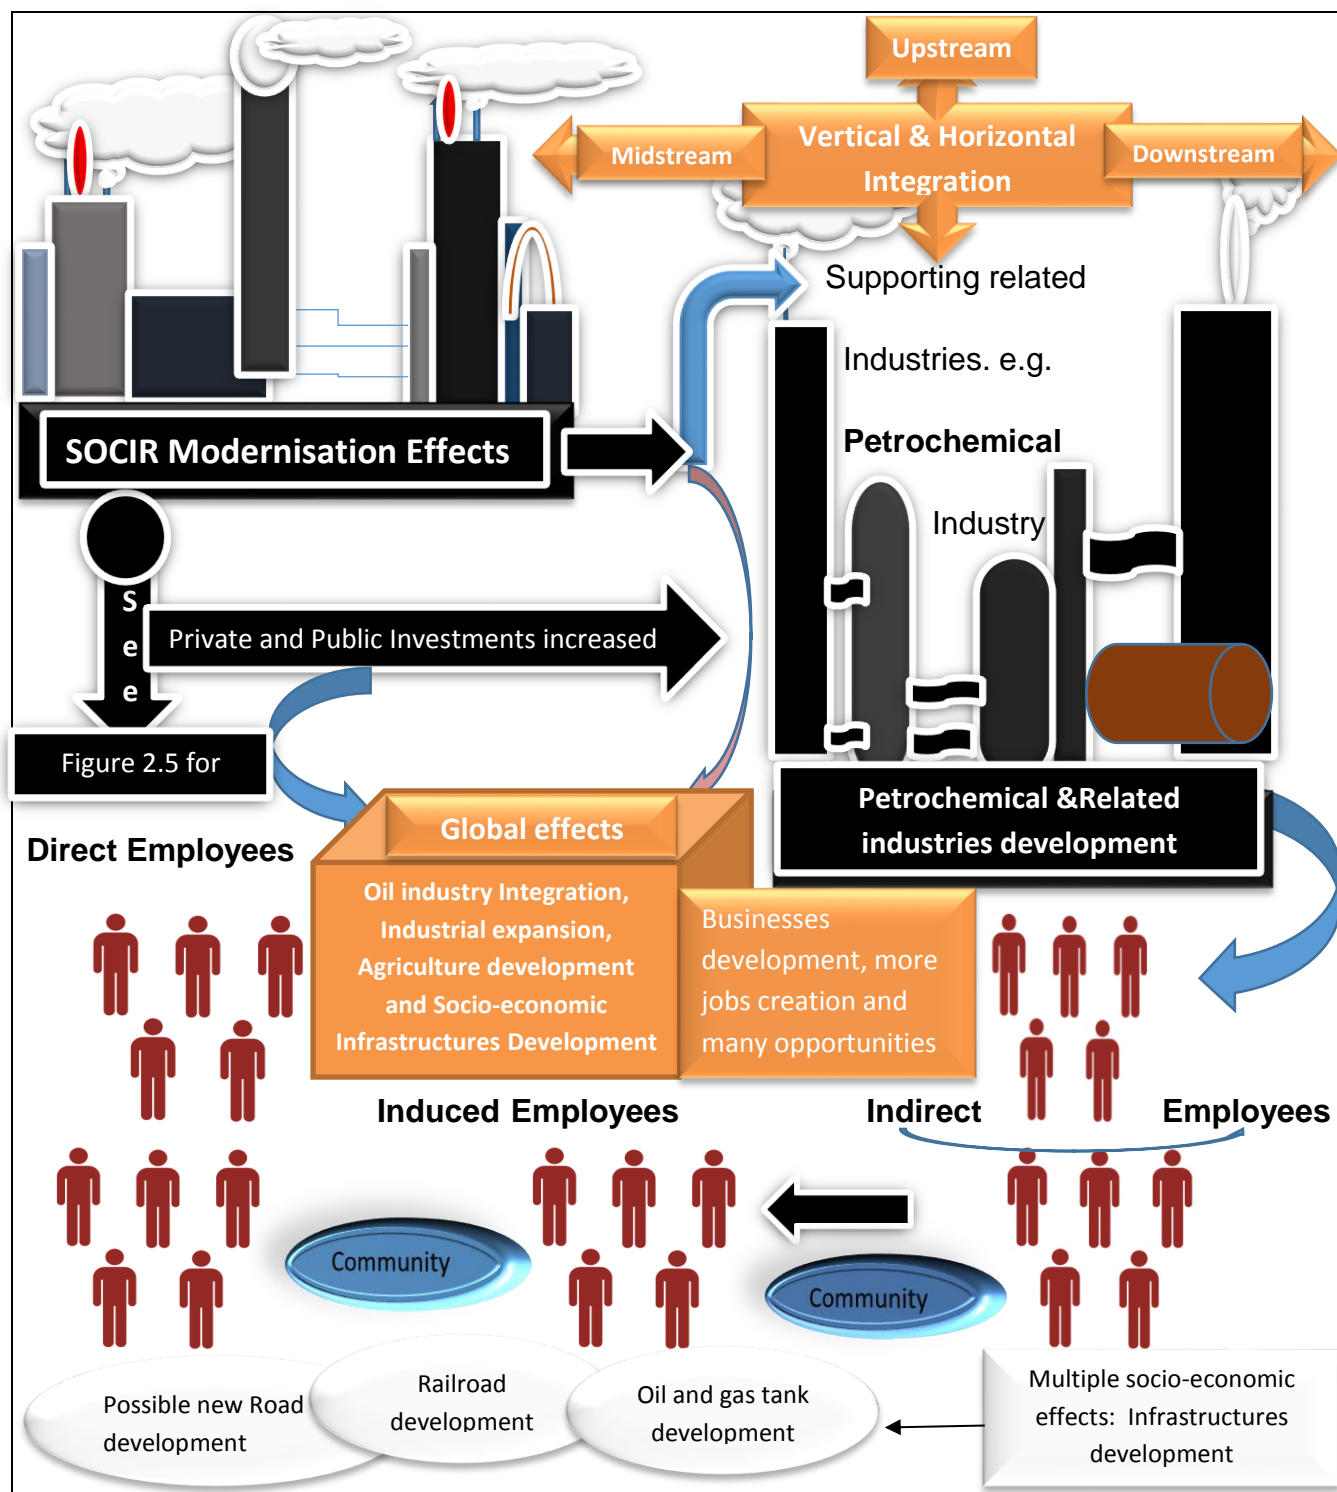 Upstream
Vertical & Horizontal
Integration
Midstream
Downstream
Supporting related
Industries. e.g.
Petrochemical
Industry
SOCIR Modernisation Effects
S
e
e
Private and Public Investments increased
Figure 2.5 for
Direct Employees
Global effects
Oil industry Integration,
Industrial expansion,
Agriculture development
and Socio-economic
Infrastructures Development
Businesses
development, more
jobs creation and
many opportunities
Petrochemical &Related
industries development
Induced Employees
Indirect Employees
Community
Community
Possible new Road
development
Railroad
development
Oil and gas tank
development
Multiple socio-economic
effects: Infrastructures
development